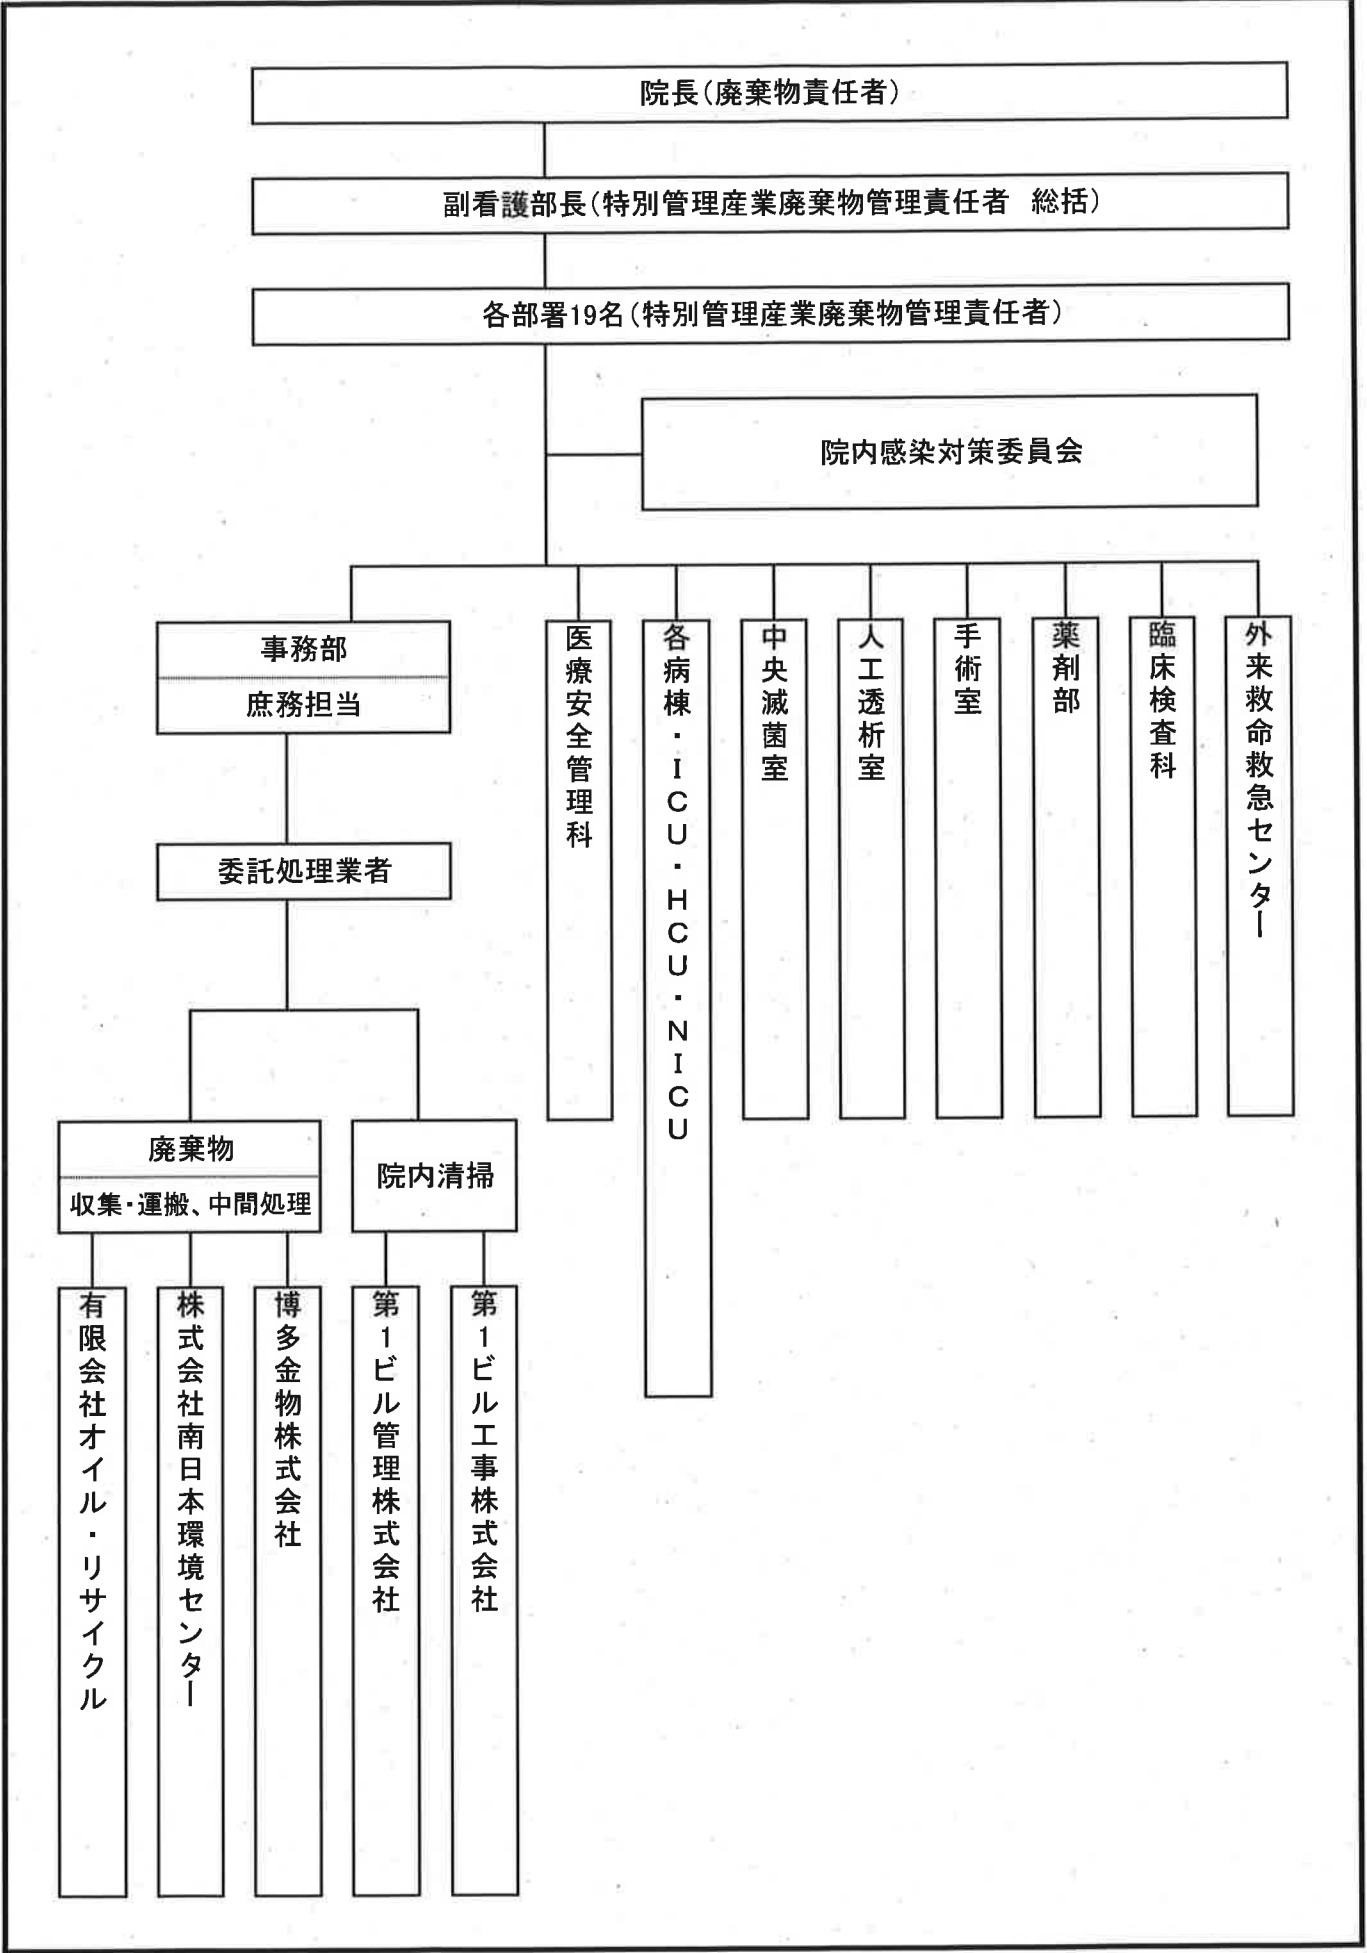 院長(廃棄物責任者)
副看護部長(特別管理産業廃棄物管理責任者　総括)
各部署19名(特別管理産業廃棄物管理責任者)
院内感染対策委員会
事務部
庶務担当
医療安全管理科
各病棟・ICU・HCU・NICU
中央滅菌室
人工透析室
手術室
薬剤部
臨床検査科
外来救命救急センター
委託処理業者
廃棄物
収集・運搬、中間処理
院内清掃
有限会社オイル・リサイクル
株式会社南日本環境センター
博多金物株式会社
第1ビル管理株式会社
第1ビル工事株式会社